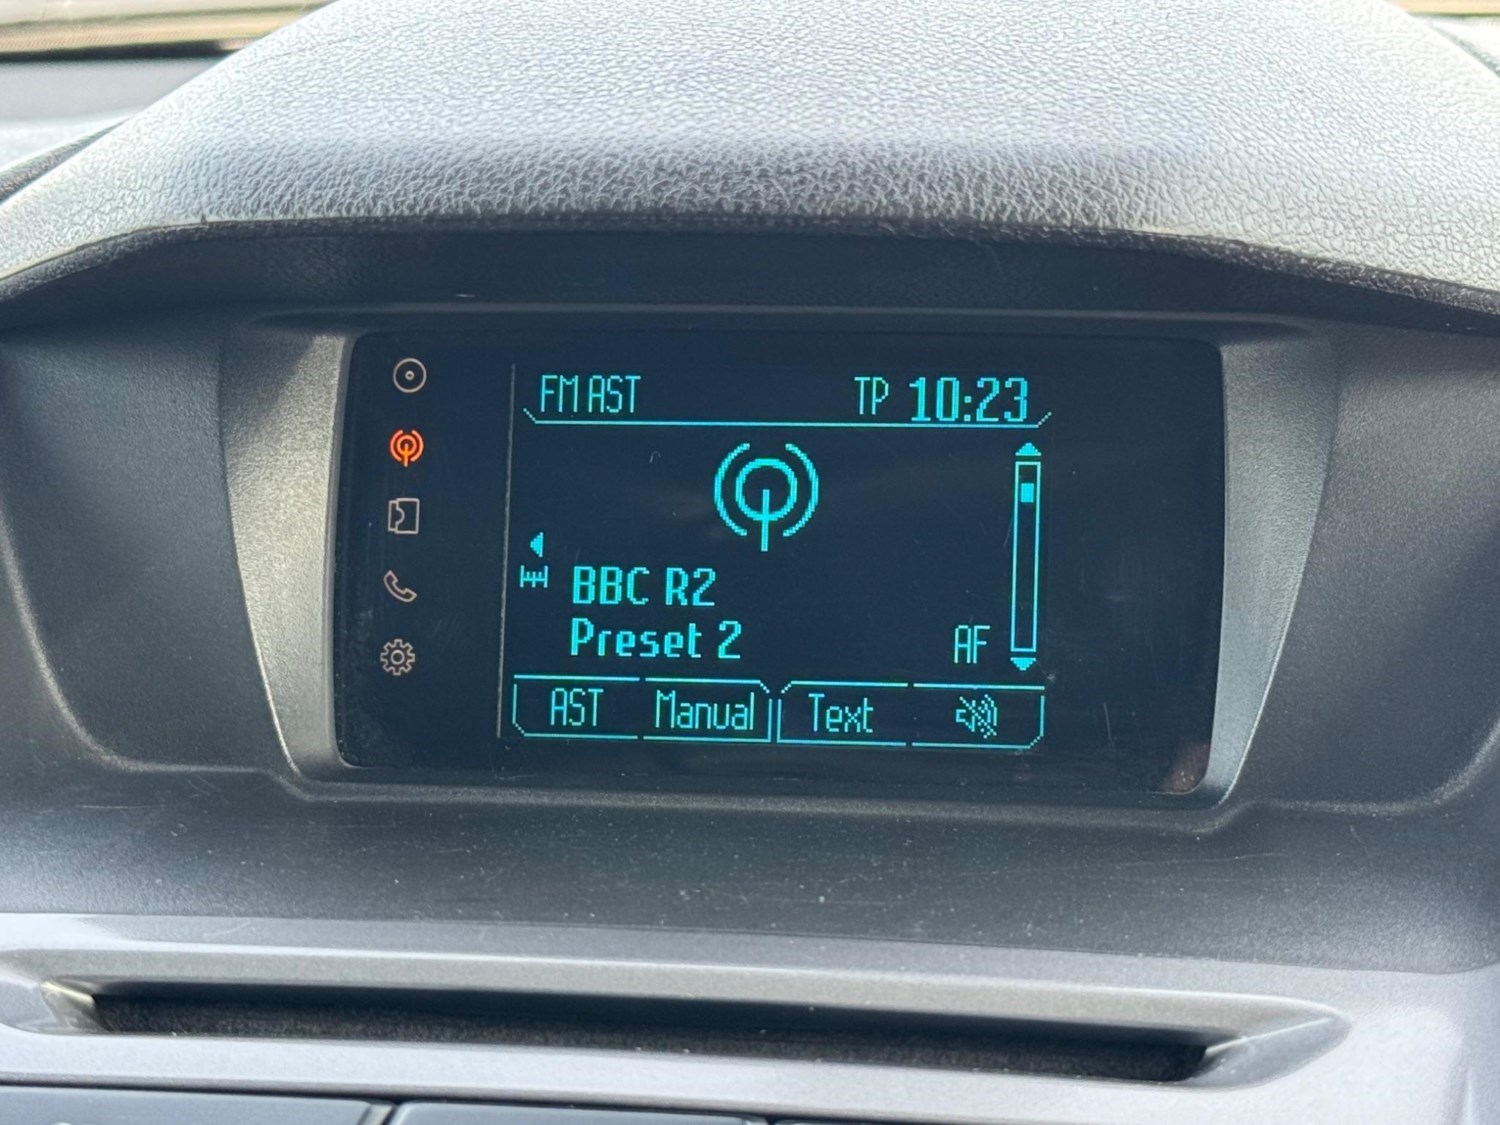 FM AST TP 10:23
BBC R2
Preset 2 AF
AST Manual Text